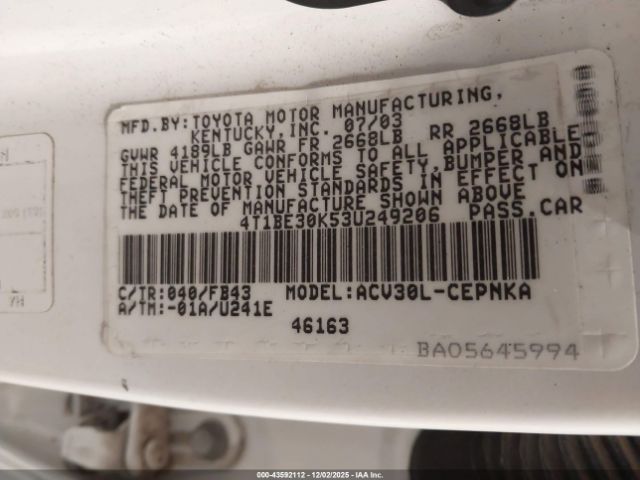 MFD.BY:TOYOTA MOTOR MANUFACTURING,
KENTUCKY,INC. 07/03
GVWR 4189LB GAWR FR 2668LB RR 2668LB
THIS VEHICLE CONFORMS TO ALL APPLICABLE
FEDERAL MOTOR VEHICLE SAFETY,BUMPER,AND
THEFT PREVENTION STANDARDS IN EFFECT ON
THE DATE OF MANUFACTURE SHOWN ABOVE
4T1BE30K53U249206 PASS.CAR
C/TR:040/FB43 MODEL:ACV30L-CEPNKA
A/TM:-01A/U241E
46163
BA05645994
000-43592112 - 12/02/2025 - IAA Inc.